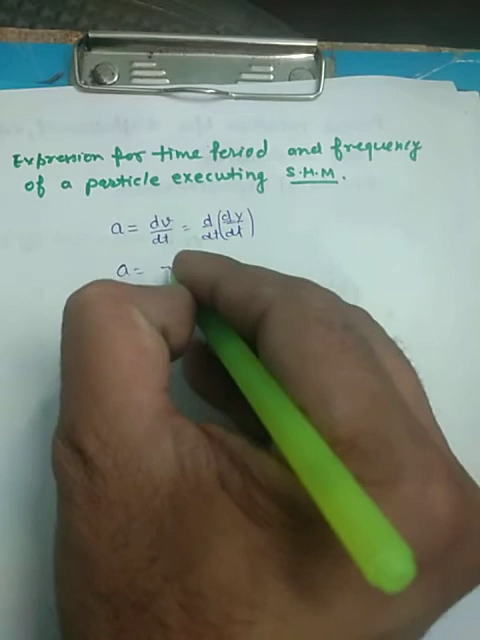 Expression for time period and frequency
of a particle executing S.H.M.
a = dv/dt = d/dt(dy/dt)
a =